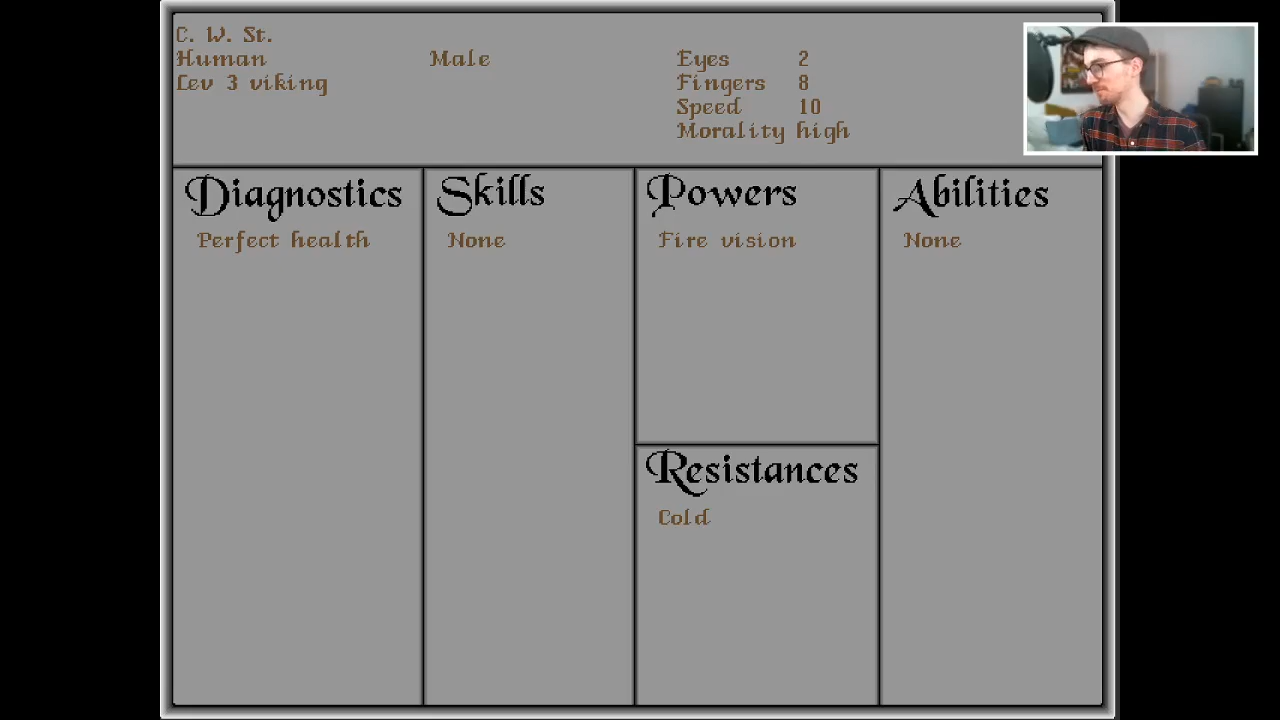 C. W. St.
Human Male Eyes 2
Lev 3 viking Fingers 8
Speed 10
Morality high
Diagnostics
Perfect health
Skills
None
Powers
Fire vision
Resistances
Cold
Abilities
None